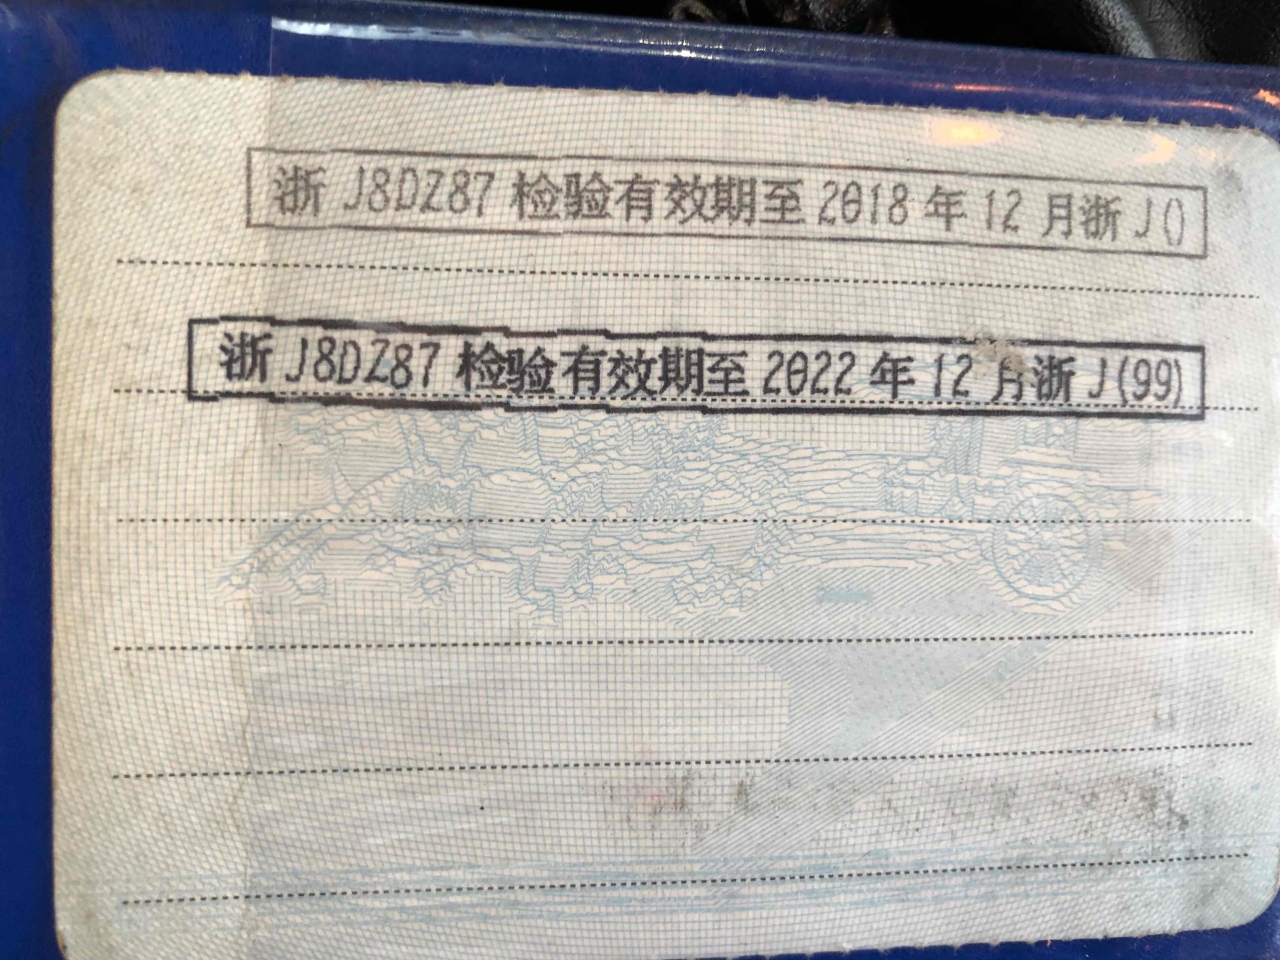 浙 J8DZ87 检验有效期至 2018 年 12 月浙 J()
浙 J8DZ87 检验有效期至 2022 年 12 月浙 J(99)